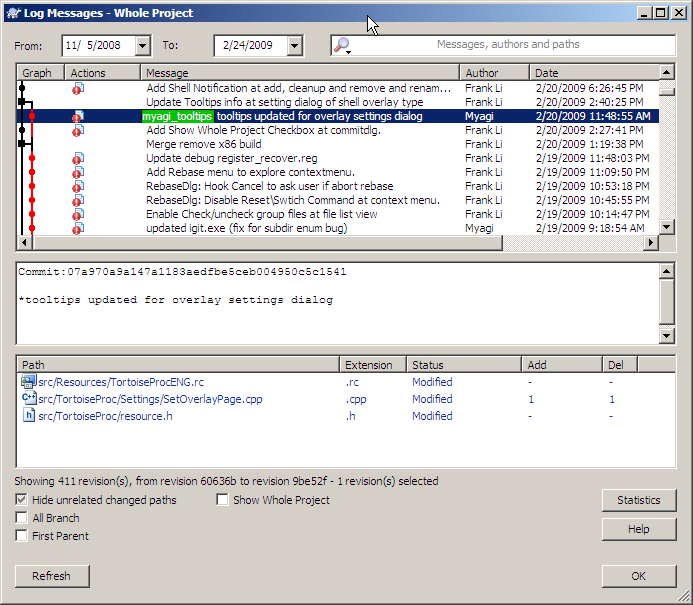 Log Messages - Whole Project
From: 11/ 5/2008 To: 2/24/2009 Messages, authors and paths
Graph Actions Message Author Date
Add Shell Notification at add, cleanup and remove and renam... Frank Li 2/20/2009 6:26:45 PM
Update Tooltips info at setting dialog of shell overlay type Frank Li 2/20/2009 2:40:25 PM
myagi_tooltips tooltips updated for overlay settings dialog Myagi 2/20/2009 11:48:55 AM
Add Show Whole Project Checkbox at commitdlg. Frank Li 2/20/2009 2:27:41 PM
Merge remove x86 build Frank Li 2/20/2009 1:19:38 PM
Update debug register_recover.reg Frank Li 2/19/2009 11:48:03 PM
Add Rebase menu to explore contextmenu. Frank Li 2/19/2009 11:09:50 PM
RebaseDlg: Hook Cancel to ask user if abort rebase Frank Li 2/19/2009 10:53:18 PM
RebaseDlg: Disable Reset\Swtich Command at context menu. Frank Li 2/19/2009 10:45:55 PM
Enable Check/uncheck group files at file list view Frank Li 2/19/2009 10:14:47 PM
updated igit.exe (fix for subdir enum bug) Myagi 2/19/2009 9:18:54 AM
Commit:07a970a9a147a1183aedfbe5ceb004950c5c1541
*tooltips updated for overlay settings dialog
Path Extension Status Add Del
src/Resources/TortoiseProcENG.rc .rc Modified - -
src/TortoiseProc/Settings/SetOverlayPage.cpp .cpp Modified 1 1
src/TortoiseProc/resource.h .h Modified - -
Showing 411 revision(s), from revision 60636b to revision 9be52f - 1 revision(s) selected
Hide unrelated changed paths Show Whole Project Statistics
All Branch
First Parent Help
Refresh OK